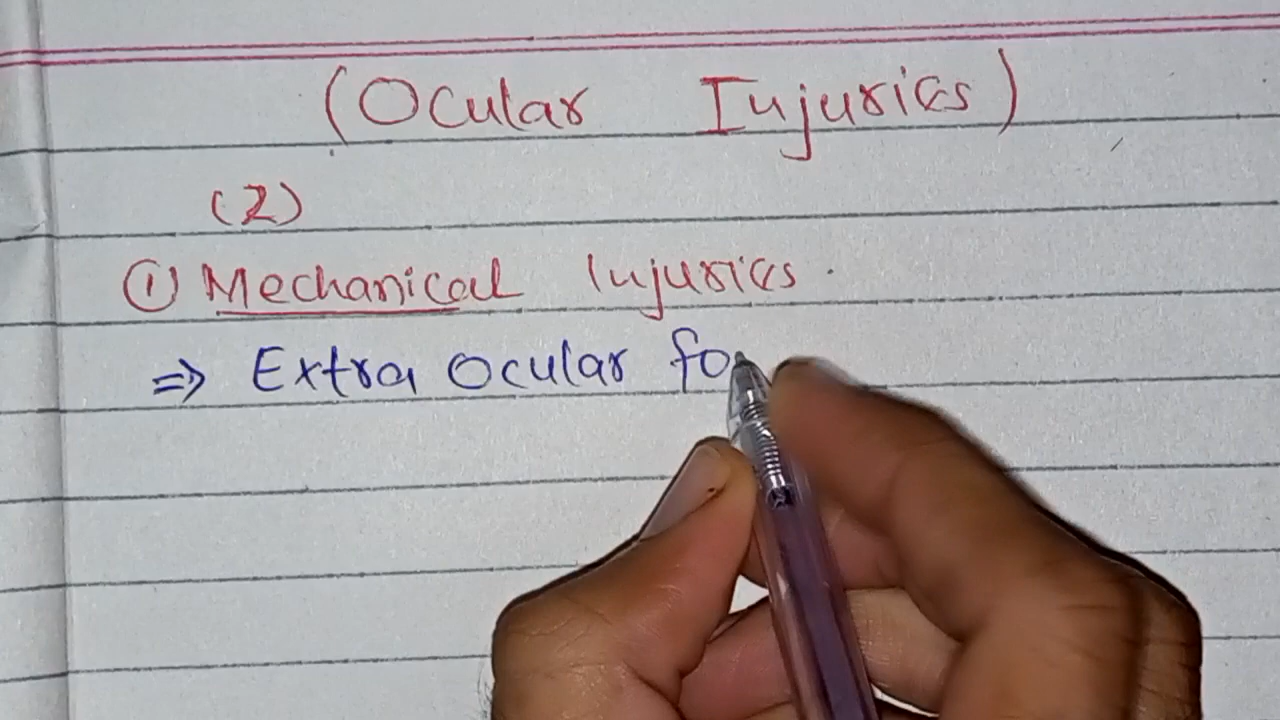 (Ocular Injuries)
(2)
① Mechanical Injuries.
⇒ Extra Ocular fo